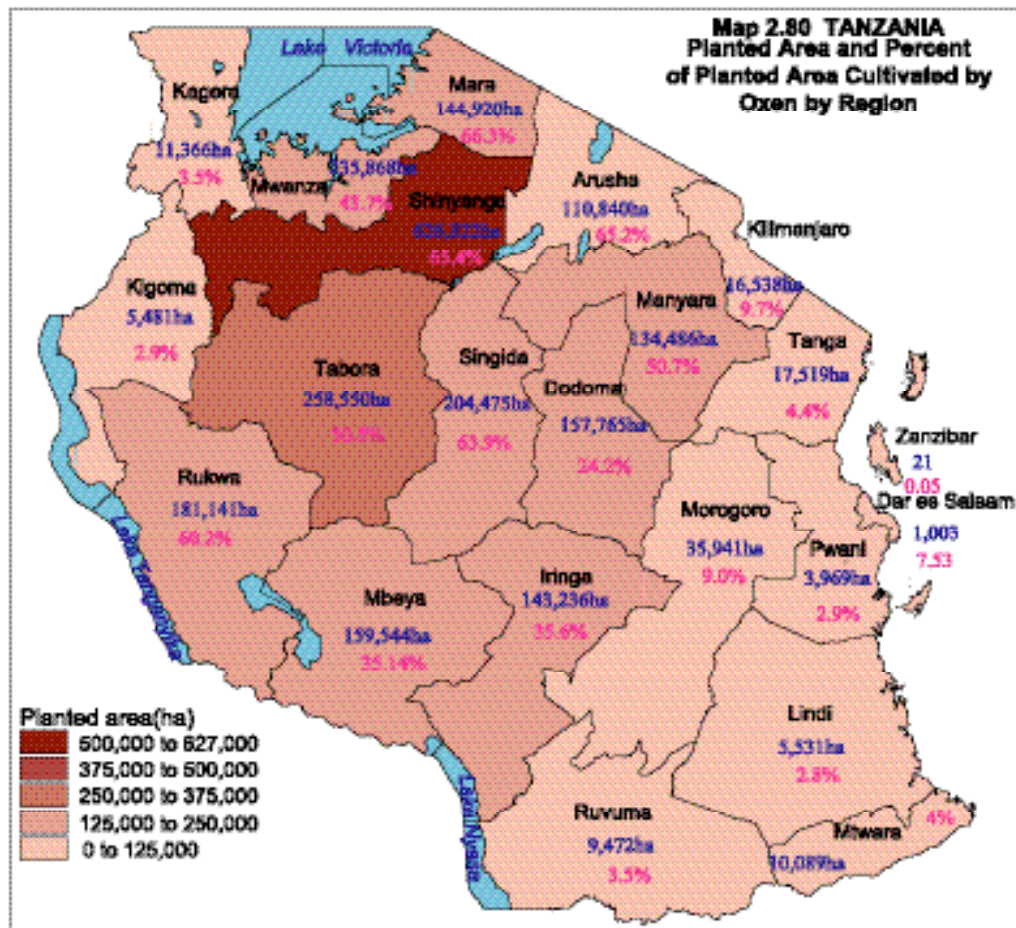 Map 2.80 TANZANIA
Planted Area and Percent
of Planted Area Cultivated by
Oxen by Region
Lake Victoria
Kagera
11,366ha
3.5%
Mara
144,920ha
66.3%
Mwanza
Shinyanga
65.4%
Arusha
110,840ha
65.2%
Kilimanjaro
16,538ha
9.7%
Kigoma
5,481ha
2.9%
Tabora
258,550ha
Singida
204,475ha
63.9%
Manyara
134,486ha
50.7%
Dodoma
157,765ha
24.2%
Tanga
17,519ha
4.4%
Zanzibar
21
0.05
Dar es Salaam
1,003
7.53
Rukwa
181,141ha
60.2%
Lake Tanganyika
Morogoro
35,941ha
9.0%
Pwani
3,969ha
2.9%
Mbeya
159,544ha
35.14%
Iringa
143,236ha
35.6%
Lindi
5,531ha
2.8%
Lake Nyasa
Ruvuma
9,472ha
3.5%
Mtwara
4%
10,089ha
Planted area(ha)
500,000 to 627,000
375,000 to 500,000
250,000 to 375,000
125,000 to 250,000
0 to 125,000